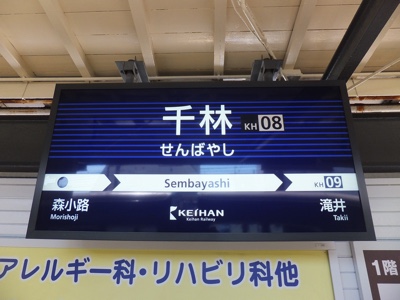 千林 KH 08
せんばやし
Sembayashi
KH 09
森小路
Morishoji
KEIHAN
Keihan Railway
滝井
Takii
アレルギー科・リハビリ科他
1階